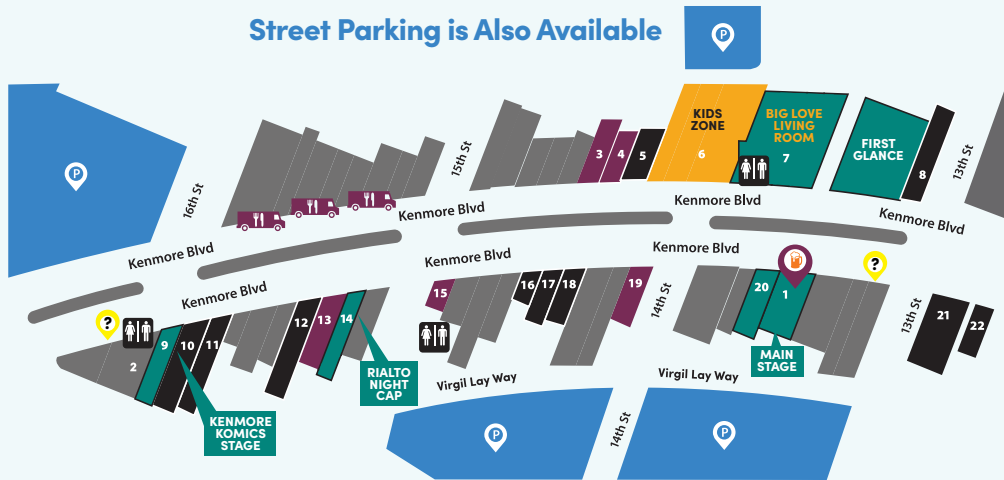 Street Parking is Also Available
P
P
KIDS
ZONE
6
BIG LOVE
LIVING
ROOM
7
FIRST
GLANCE
8
3
4
5
16th St
15th St
13th St
Kenmore Blvd
Kenmore Blvd
Kenmore Blvd
Kenmore Blvd
Kenmore Blvd
Kenmore Blvd
Kenmore Blvd
?
?
2
9
10
11
12
13
14
15
16
17
18
19
20
1
21
22
14th St
13th St
RIALTO
NIGHT
CAP
KENMORE
KOMICS
STAGE
MAIN
STAGE
Virgil Lay Way
Virgil Lay Way
14th St
P
P